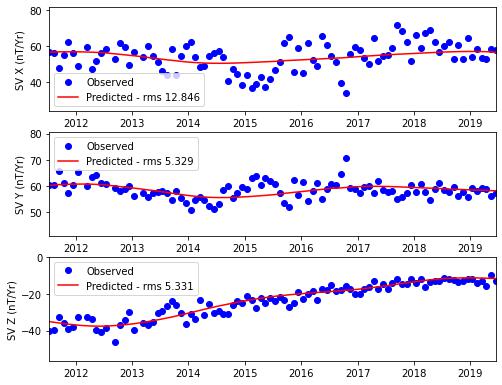 80
60
40
SV X (nT/Yr)
Observed
Predicted - rms 12.846
2012 2013 2014 2015 2016 2017 2018 2019
80
70
60
50
SV Y (nT/Yr)
Observed
Predicted - rms 5.329
2012 2013 2014 2015 2016 2017 2018 2019
0
−20
−40
SV Z (nT/Yr)
Observed
Predicted - rms 5.331
2012 2013 2014 2015 2016 2017 2018 2019